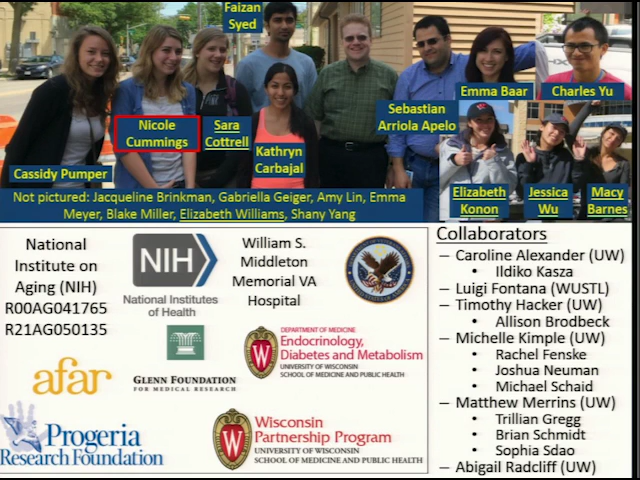 Faizan
Syed
Emma Baar
Charles Yu
Nicole
Cummings
Sara
Cottrell
Sebastian
Arriola Apelo
Kathryn
Carbajal
Cassidy Pumper
Elizabeth
Konon
Jessica
Wu
Macy
Barnes
Not pictured: Jacqueline Brinkman, Gabriella Geiger, Amy Lin, Emma
Meyer, Blake Miller, Elizabeth Williams, Shany Yang
National
Institute on
Aging (NIH)
R00AG041765
R21AG050135
NIH
National Institutes
of Health
William S.
Middleton
Memorial VA
Hospital
afar
GLENN FOUNDATION
FOR MEDICAL RESEARCH
DEPARTMENT OF MEDICINE
Endocrinology,
Diabetes and Metabolism
UNIVERSITY OF WISCONSIN
SCHOOL OF MEDICINE AND PUBLIC HEALTH
Progeria
Research Foundation
Wisconsin
Partnership Program
UNIVERSITY OF WISCONSIN
SCHOOL OF MEDICINE AND PUBLIC HEALTH
Collaborators
– Caroline Alexander (UW)
• Ildiko Kasza
– Luigi Fontana (WUSTL)
– Timothy Hacker (UW)
• Allison Brodbeck
– Michelle Kimple (UW)
• Rachel Fenske
• Joshua Neuman
• Michael Schaid
– Matthew Merrins (UW)
• Trillian Gregg
• Brian Schmidt
• Sophia Sdao
– Abigail Radcliff (UW)